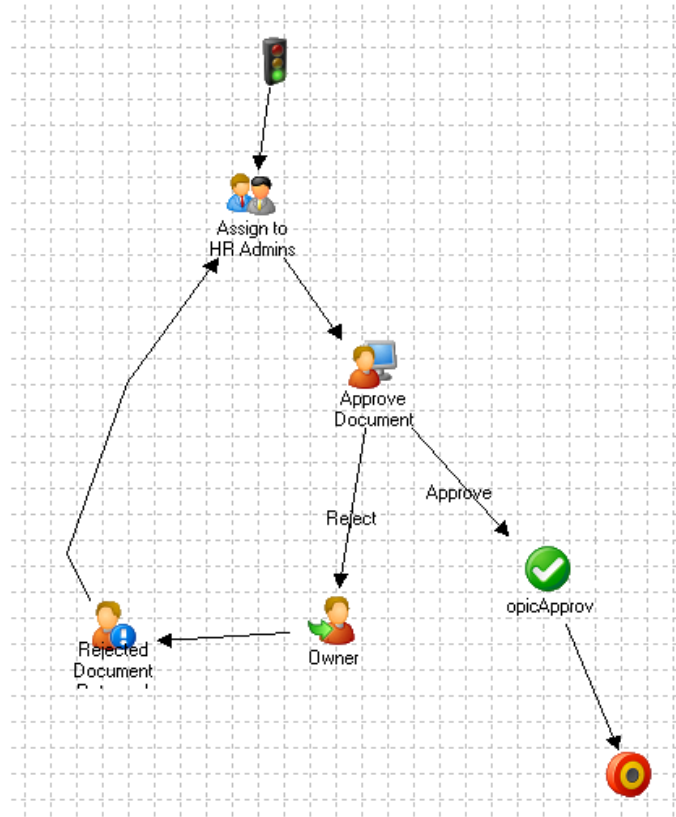 Assign to
HR Admins
Approve
Document
Approve
Reject
opicApprov
Owner
Rejected
Document